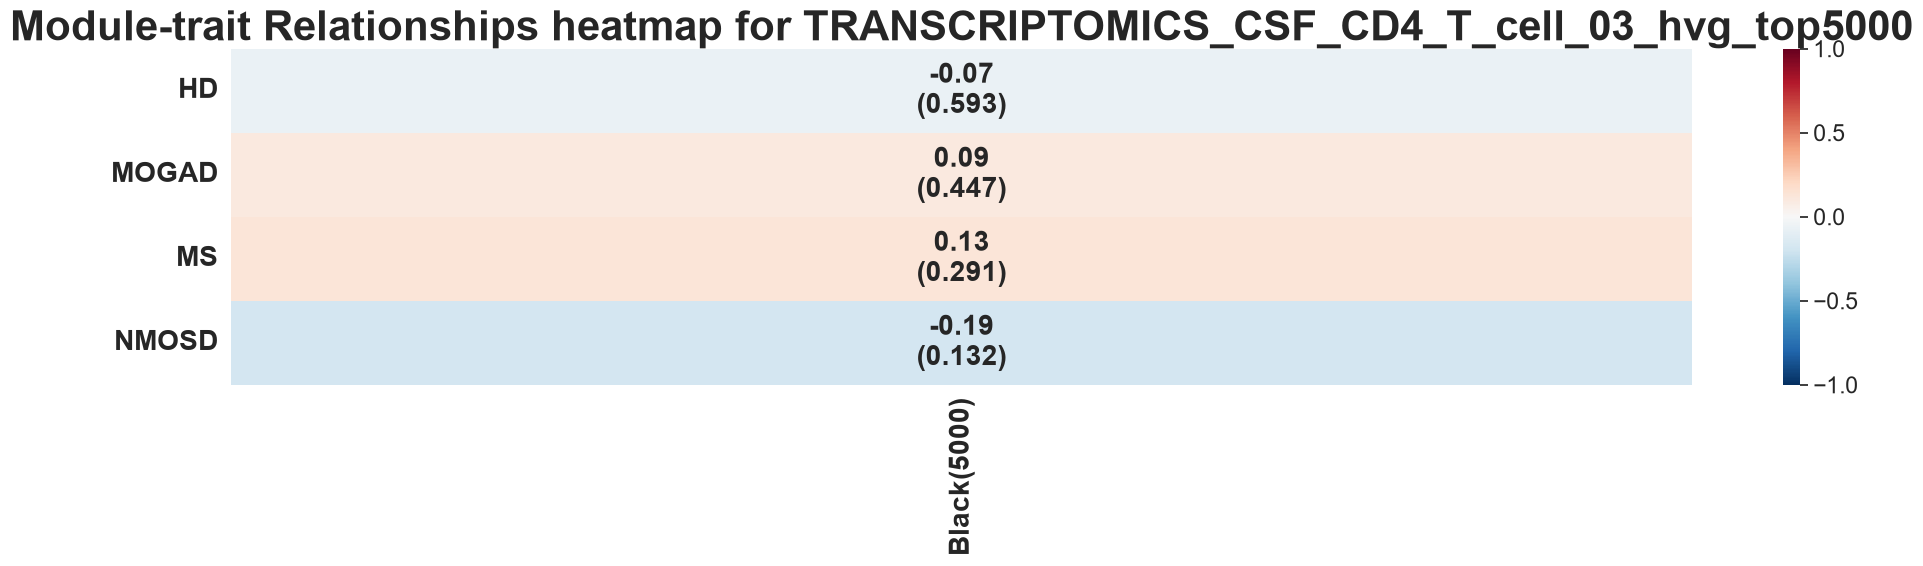 Module-trait Relationships heatmap for TRANSCRIPTOMICS_CSF_CD4_T_cell_03_hvg_top5000
HD
-0.07
(0.593)
MOGAD
0.09
(0.447)
MS
0.13
(0.291)
NMOSD
-0.19
(0.132)
Black(5000)
1.0
0.5
0.0
−0.5
−1.0